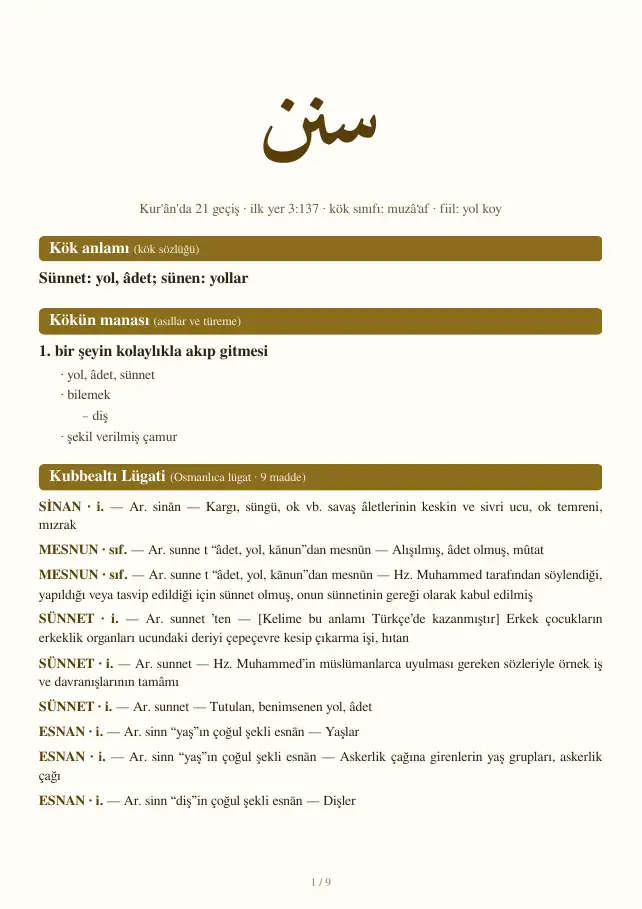 سنن
Kur'ân'da 21 geçiş · ilk yer 3:137 · kök sınıfı: muzâ'af · fiil: yol koy
Kök anlamı (kök sözlüğü)
Sünnet: yol, âdet; sünen: yollar
Kökün manası (asıllar ve türeme)
1. bir şeyin kolaylıkla akıp gitmesi
· yol, âdet, sünnet
· bilemek
– diş
· şekil verilmiş çamur
Kubbealtı Lügati (Osmanlıca lügat · 9 madde)
SİNAN · i. — Ar. sinān — Kargı, süngü, ok vb. savaş âletlerinin keskin ve sivri ucu, ok temreni,
mızrak
MESNUN · sıf. — Ar. sunne t “âdet, yol, kānun”dan mesnūn — Alışılmış, âdet olmuş, mûtat
MESNUN · sıf. — Ar. sunne t “âdet, yol, kānun”dan mesnūn — Hz. Muhammed tarafından söylendiği,
yapıldığı veya tasvip edildiği için sünnet olmuş, onun sünnetinin gereği olarak kabul edilmiş
SÜNNET · i. — Ar. sunnet ’ten — [Kelime bu anlamı Türkçe’de kazanmıştır] Erkek çocukların
erkeklik organları ucundaki deriyi çepeçevre kesip çıkarma işi, hıtan
SÜNNET · i. — Ar. sunnet — Hz. Muhammed’in müslümanlarca uyulması gereken sözleriyle örnek iş
ve davranışlarının tamâmı
SÜNNET · i. — Ar. sunnet — Tutulan, benimsenen yol, âdet
ESNAN · i. — Ar. sinn “yaş”ın çoğul şekli esnān — Yaşlar
ESNAN · i. — Ar. sinn “yaş”ın çoğul şekli esnān — Askerlik çağına girenlerin yaş grupları, askerlik
çağı
ESNAN · i. — Ar. sinn “diş”in çoğul şekli esnān — Dişler
1 / 9